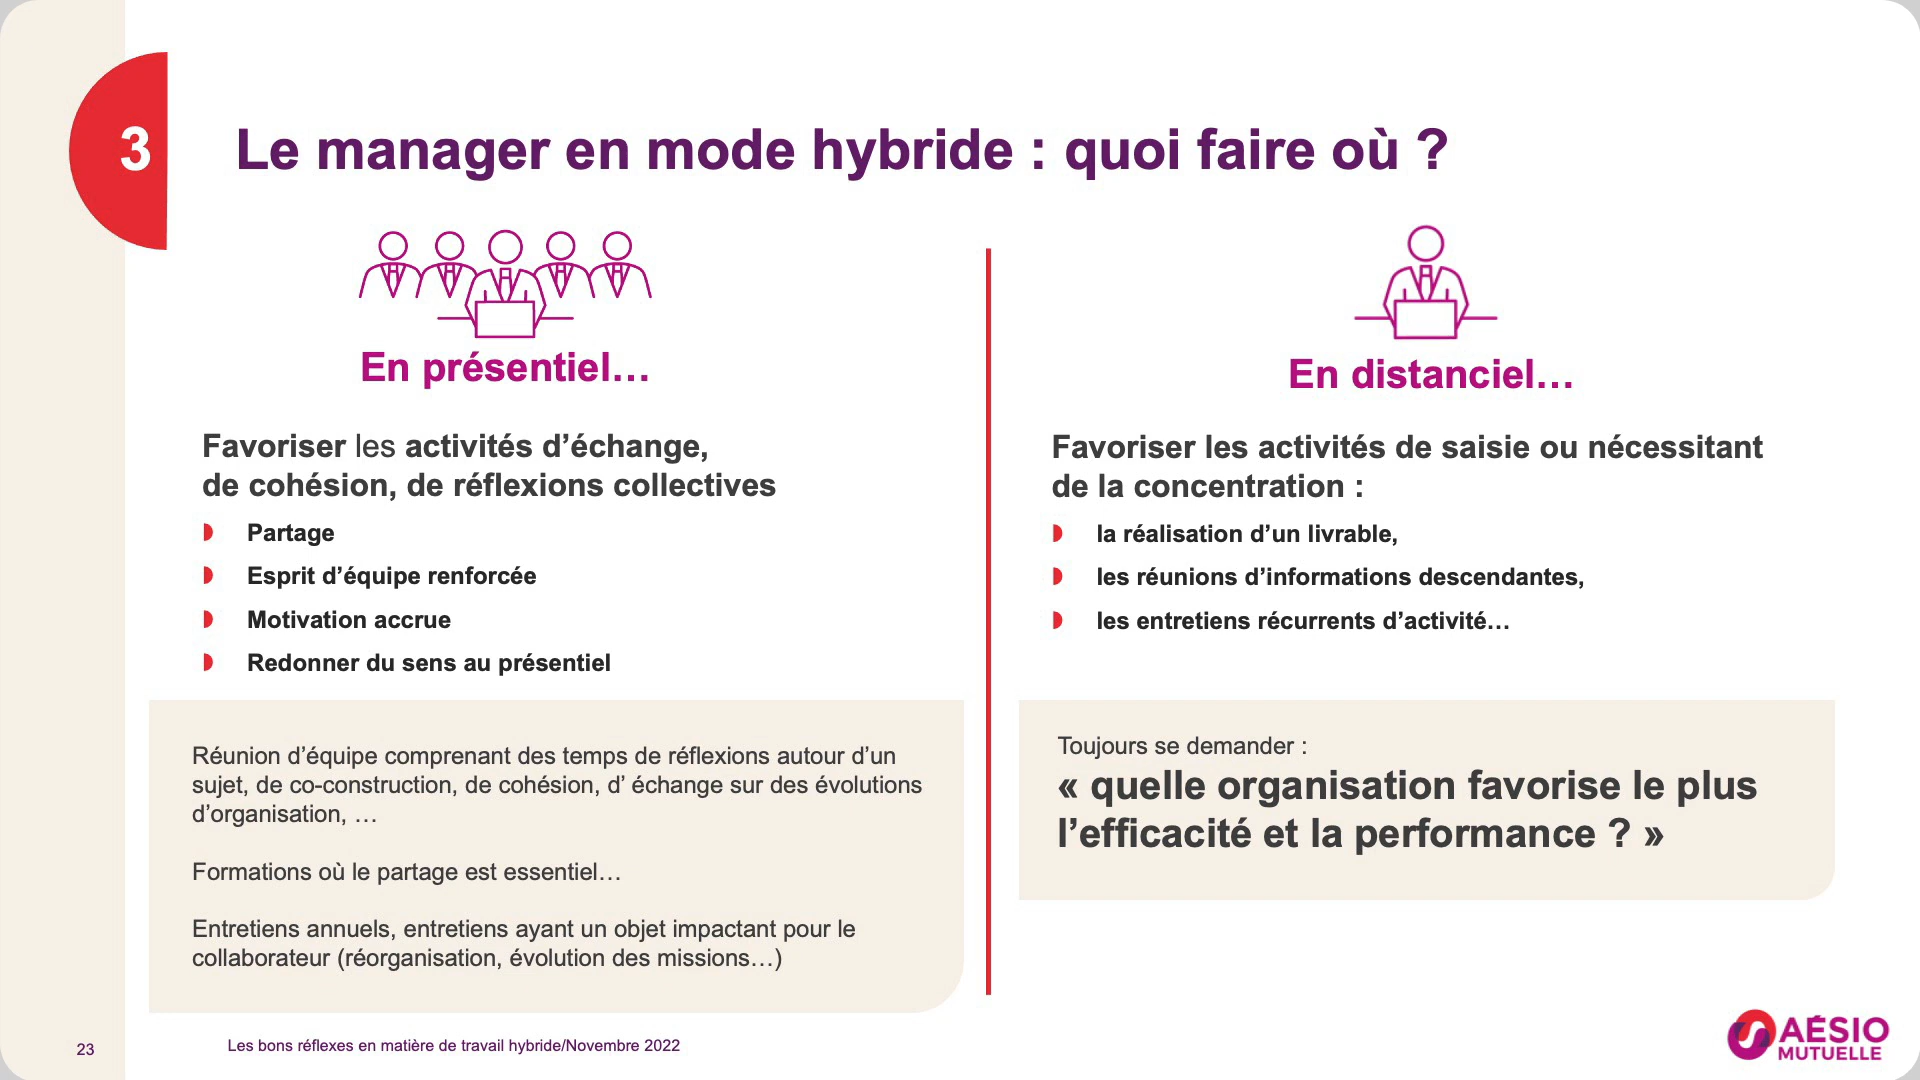 3
Le manager en mode hybride : quoi faire où ?
En présentiel…
Favoriser les activités d’échange,
de cohésion, de réflexions collectives
Partage
Esprit d’équipe renforcée
Motivation accrue
Redonner du sens au présentiel
Réunion d’équipe comprenant des temps de réflexions autour d’un
sujet, de co-construction, de cohésion, d’ échange sur des évolutions
d’organisation, …
Formations où le partage est essentiel…
Entretiens annuels, entretiens ayant un objet impactant pour le
collaborateur (réorganisation, évolution des missions…)
En distanciel…
Favoriser les activités de saisie ou nécessitant
de la concentration :
la réalisation d’un livrable,
les réunions d’informations descendantes,
les entretiens récurrents d’activité…
Toujours se demander :
« quelle organisation favorise le plus
l’efficacité et la performance ? »
23
Les bons réflexes en matière de travail hybride/Novembre 2022
AÉSIO
MUTUELLE